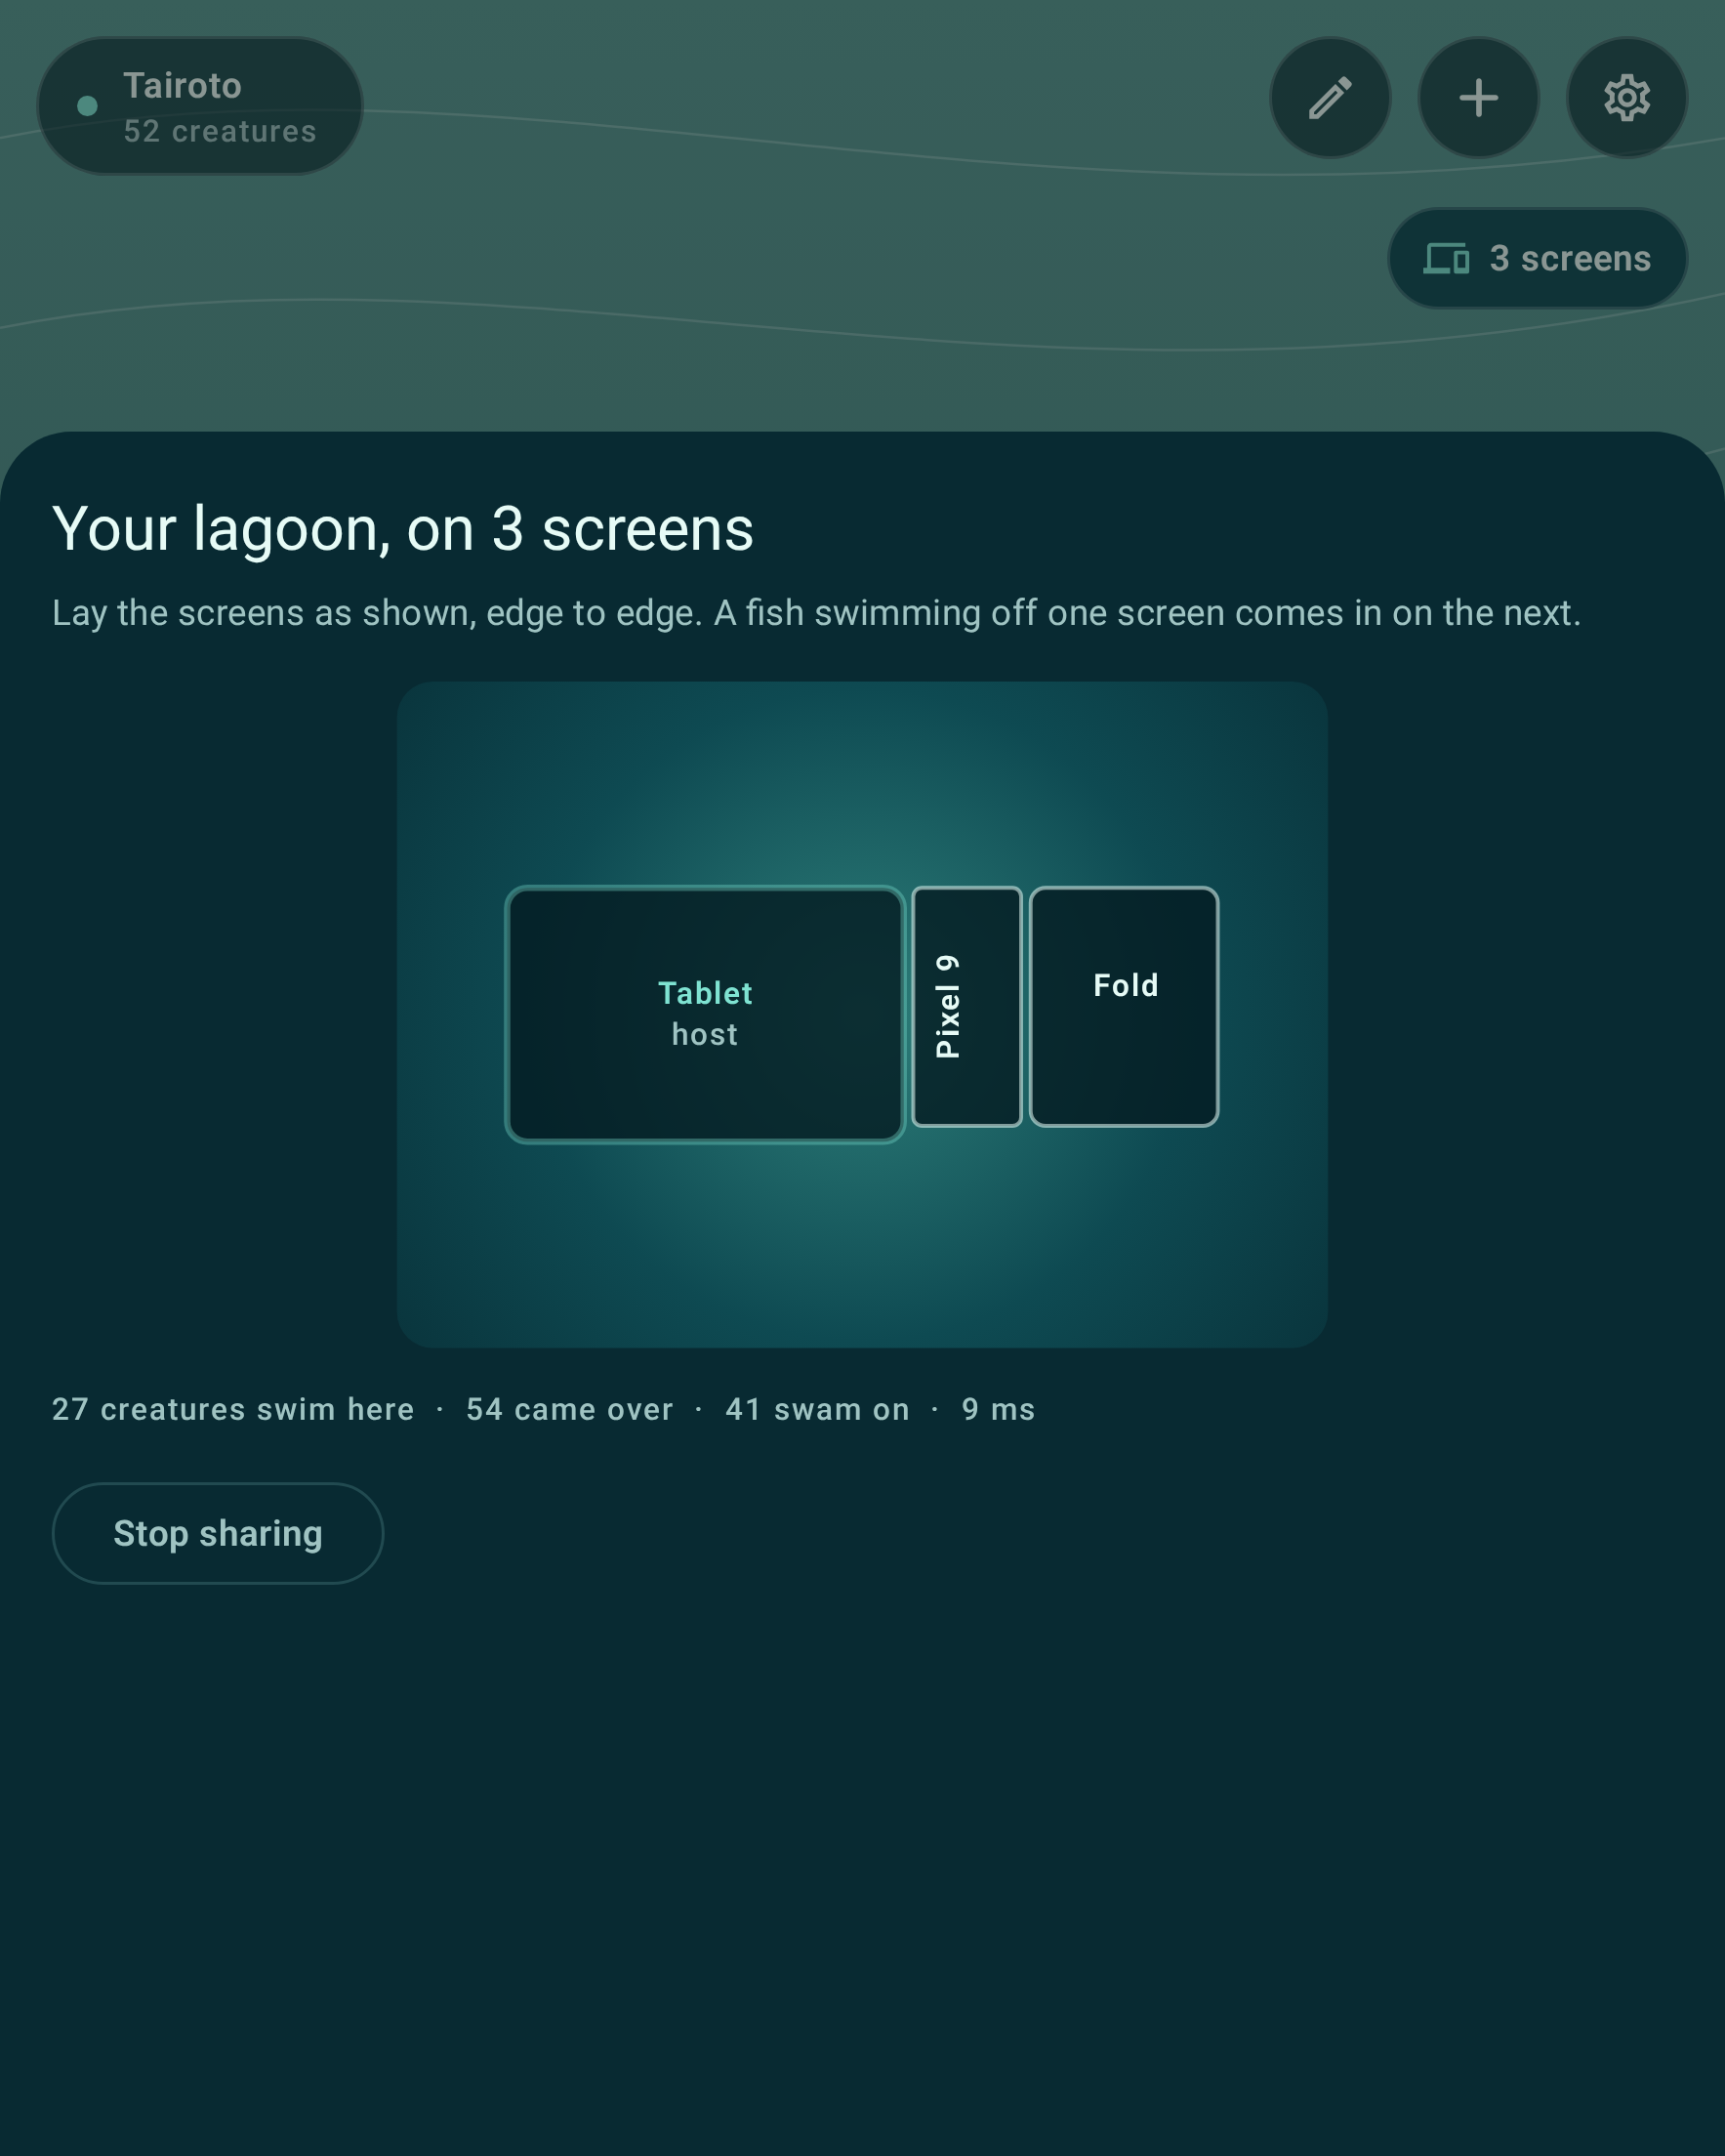 Tairoto
52 creatures
3 screens
Your lagoon, on 3 screens
Lay the screens as shown, edge to edge. A fish swimming off one screen comes in on the next.
Tablet
host
Pixel 9
Fold
27 creatures swim here · 54 came over · 41 swam on · 9 ms
Stop sharing